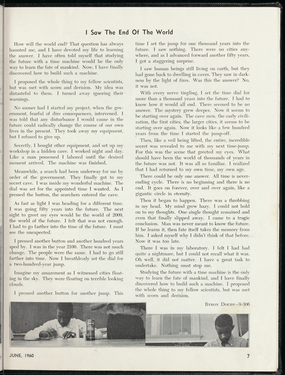 I Saw The End Of The World
How will the world end? That question has always
haunted me, and I have devoted my life to learning
the answer. I have often told myself that studying
the future with a time machine would be the only
way to learn the fate of mankind. Now, I have finally
discovered how to build such a machine.
I proposed the whole thing to my fellow scientists,
but was met with scorn and derision. My idea was
distasteful to them. I turned away ignoring their
warnings.
No sooner had I started my project, when the gov-
ernment, fearful of dire consequences, intervened. I
was told that any disturbance I would cause in the
future could radically change the course of our own
lives in the present. They took away my equipment,
but I refused to give up.
Secretly, I bought other equipment, and set up my
workshop in a hidden cave. I worked night and day.
Like a man possessed I labored until the desired
moment arrived. The machine was finished.
Meanwhile, a search had been underway for me by
order of the government. They finally got to my
secret cave. I was inside my wonderful machine. The
dial was set for the appointed time I wanted. As I
pressed the button, the searchers entered the cave.
As fast as light I was heading for a different time.
I was going fifty years into the future. The next
sight to greet my eyes would be the world of 2001,
the world of the future. I felt that was not enough.
I had to go farther into the time of the future. I must
see the unexpected.
I pressed another button and another hundred years
sped by. I was in the year 2100. There was not much
change. The people were the same. I had to go still
farther into time. Now I breathlessly set the dial for
a two-hundred-year jump.
Imagine my amazement as I witnessed cities float-
ing in the sky. They were floating on terrible looking
clouds.
I pressed another button for another jump. This
time I set the jump for one thousand years into the
future. I saw nothing. There were no cities any-
where, and as I advanced forward another fifty years,
I got a staggering surprise.
I saw human beings still living on earth, but they
had gone back to dwelling in caves. They saw in dark-
ness by the light of fires. Was this the answer? No,
it was not.
With every nerve tingling, I set the time dial for
more than a thousand years into the future. I had to
know how it would all end. There seemed to be no
answer. The mystery grew deeper. Now it seems to
be starting over again. The cave men, the early civili-
zation, the first cities, the larger cities, it seems to be
starting over again. Now it looks like a few hundred
years from the time I started the jump-off.
Then, like a veil being lifted, the entire, incredible
secret was revealed to me with my next time-jump.
For this was the scene that greeted my eyes. What
should have been the world of thousands of years in
the future was not. It was all so familiar. I realized
that I had returned to my own time, my own age.
There could be only one answer. All time is never-
ending cycle. There is no beginning and there is no
end. It goes on forever, over and over again, like a
gigantic circle in eternity.
Then it began to happen. There was a throbbing
in my head. My mind grew hazy. I could not hold
on to my thoughts. One single thought remained and
even that finally slipped away. I came to a tragic
conclusion. Man was never meant to know the future.
If he learns it, then fate itself takes the memory from
him. I asked myself why I didn't think of that before.
Now it was too late.
There I was in my laboratory. I felt I had had
quite a nightmare, but I could not recall what it was.
Oh well, it did not matter. I have a great task to
undertake. Nothing must stop me.
Studying the future with a time machine is the only
way to learn the fate of mankind, and I have finally
discovered how to build such a machine. I proposed
the whole thing to my fellow scientists, but was met
with scorn and derision.
JUNE, 1960
7